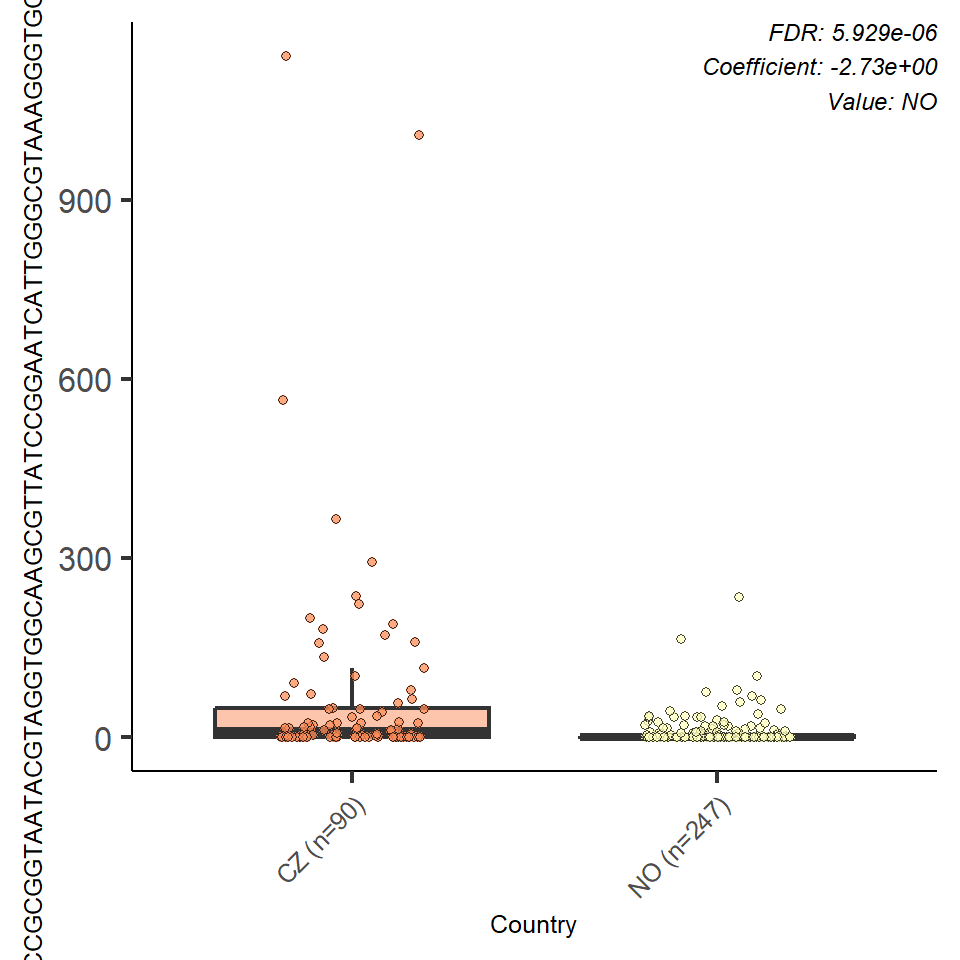 FDR: 5.929e-06
Coefficient: -2.73e+00
Value: NO
CCGCGGTAATACGTAGGTGGCAAGCGTTATCCGGAATCATTGGGCGTAAAGGGTGC
900
600
300
0
CZ (n=90)
NO (n=247)
Country